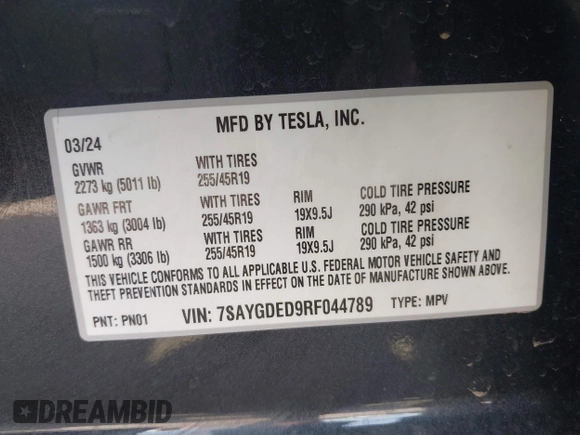 MFD BY TESLA, INC.
03/24
GVWR WITH TIRES
2273 kg (5011 lb) 255/45R19
GAWR FRT WITH TIRES RIM COLD TIRE PRESSURE
1363 kg (3004 lb) 255/45R19 19X9.5J 290 kPa, 42 psi
GAWR RR WITH TIRES RIM COLD TIRE PRESSURE
1500 kg (3306 lb) 255/45R19 19X9.5J 290 kPa, 42 psi
THIS VEHICLE CONFORMS TO ALL APPLICABLE U.S. FEDERAL MOTOR VEHICLE SAFETY AND
THEFT PREVENTION STANDARDS IN EFFECT ON THE DATE OF MANUFACTURE SHOWN ABOVE.
PNT: PN01 VIN: 7SAYGDED9RF044789 TYPE: MPV
DREAMBID